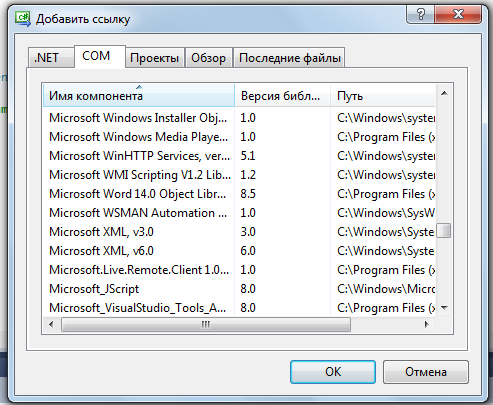 Добавить ссылку
.NET COM Проекты Обзор Последние файлы
Имя компонента Версия библ... Путь
Microsoft Windows Installer Obj... 1.0 C:\Windows\system
Microsoft Windows Media Playe... 1.0 C:\Program Files (x
Microsoft WinHTTP Services, ver... 5.1 C:\Windows\system
Microsoft WMI Scripting V1.2 Lib... 1.2 C:\Windows\system
Microsoft Word 14.0 Object Libr... 8.5 C:\Program Files (x
Microsoft WSMAN Automation ... 1.0 C:\Windows\SysW
Microsoft XML, v3.0 3.0 C:\Windows\Syste
Microsoft XML, v6.0 6.0 C:\Windows\Syste
Microsoft.Live.Remote.Client 1.0... 1.0 C:\Program Files (x
Microsoft_JScript 8.0 C:\Windows\Micro
Microsoft_VisualStudio_Tools_A... 8.0 C:\Program Files (x
OK Отмена